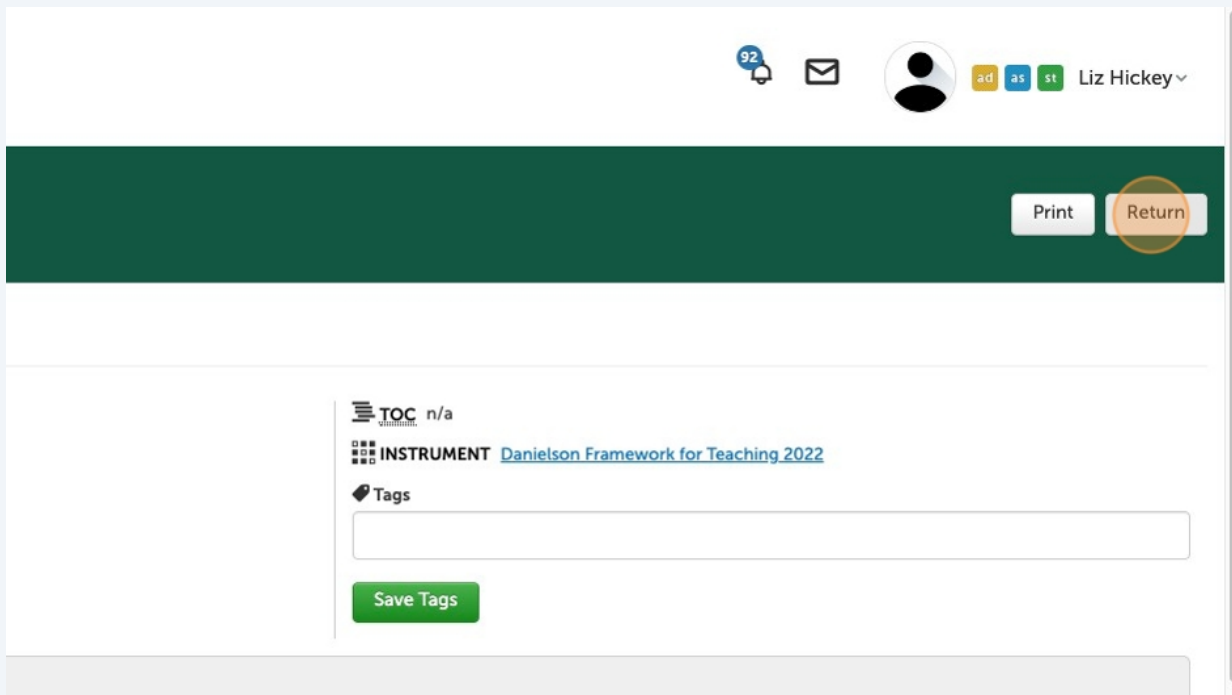 92
ad as st Liz Hickey
Print Return
TOC n/a
INSTRUMENT Danielson Framework for Teaching 2022
Tags
Save Tags